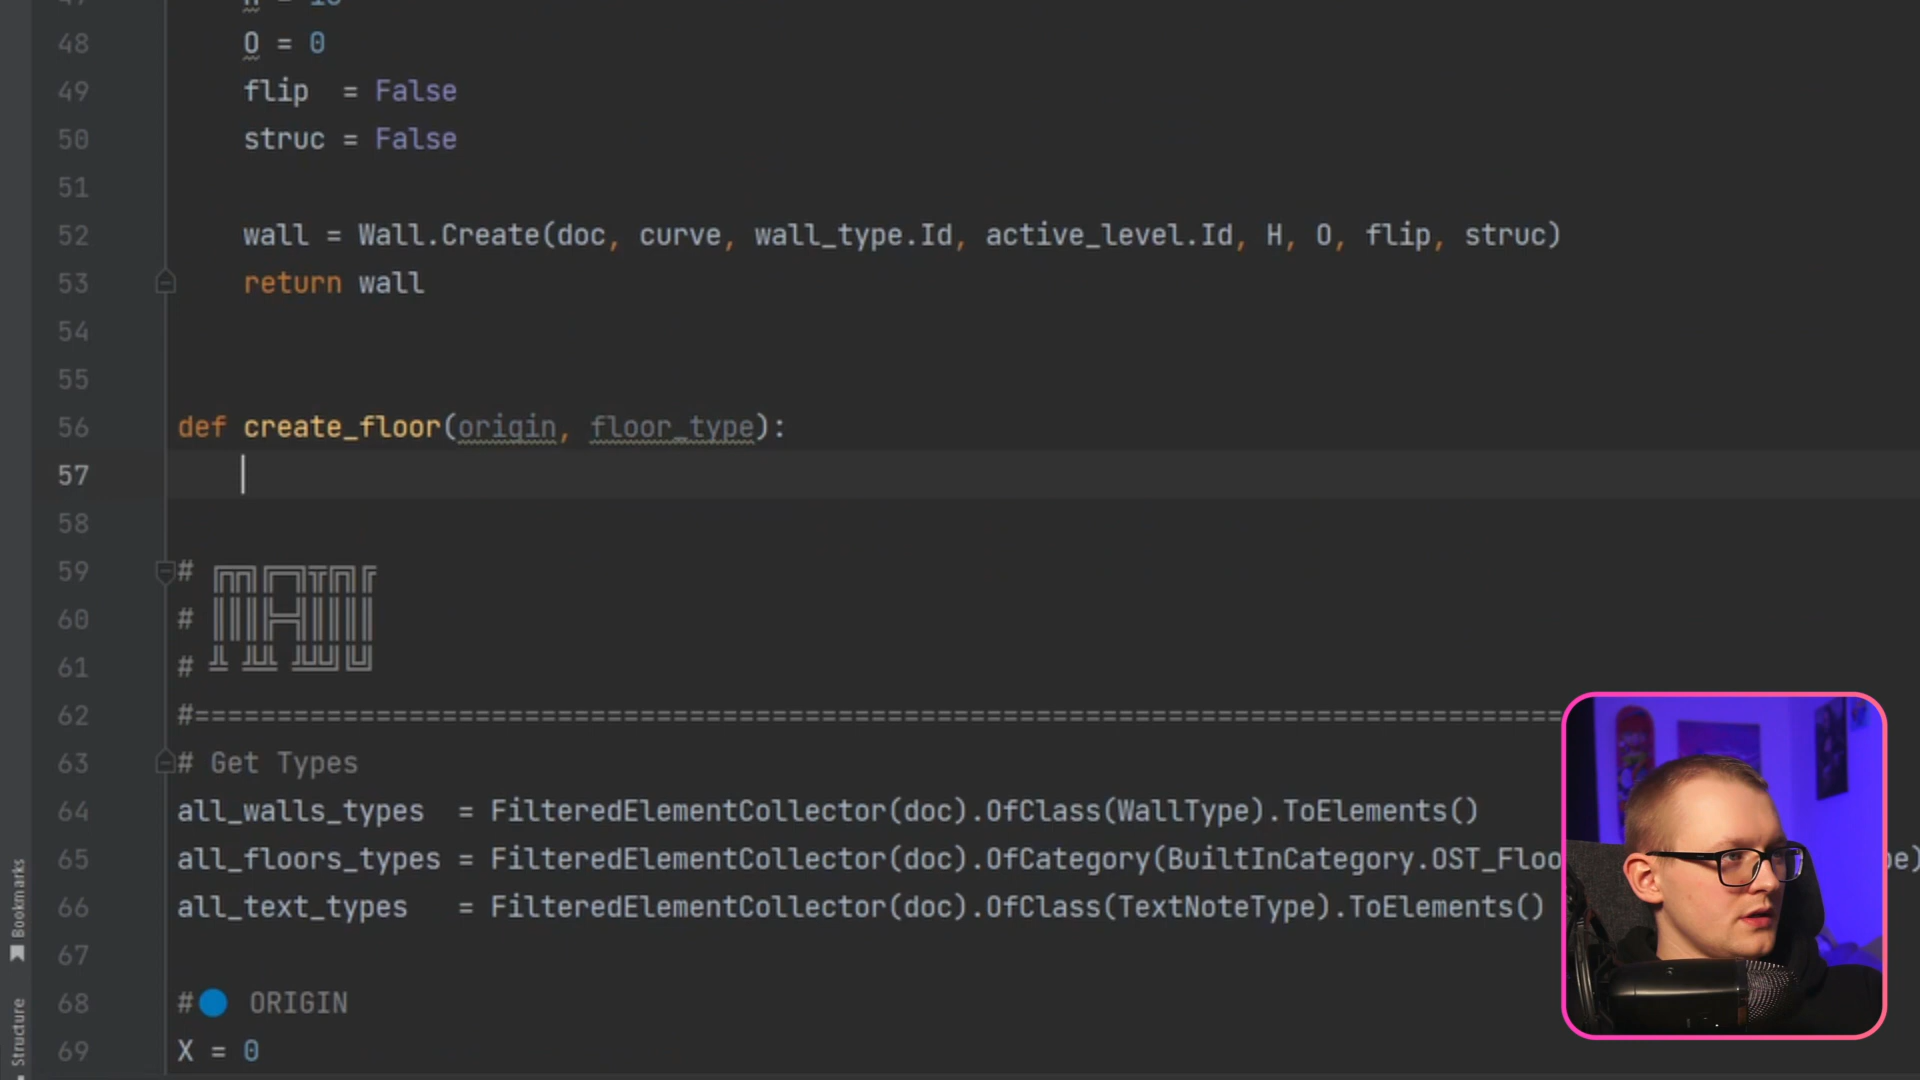 48 O = 0
49 flip = False
50 struc = False
51
52 wall = Wall.Create(doc, curve, wall_type.Id, active_level.Id, H, O, flip, struc)
53 return wall
54
55
56 def create_floor(origin, floor_type):
57
58
59 #
60 # MAIN
61 #
62 #===================================================================================
63 # Get Types
64 all_walls_types = FilteredElementCollector(doc).OfClass(WallType).ToElements()
65 all_floors_types = FilteredElementCollector(doc).OfCategory(BuiltInCategory.OST_Floo
66 all_text_types = FilteredElementCollector(doc).OfClass(TextNoteType).ToElements()
67
68 #🔵 ORIGIN
69 X = 0
Bookmarks
Structure